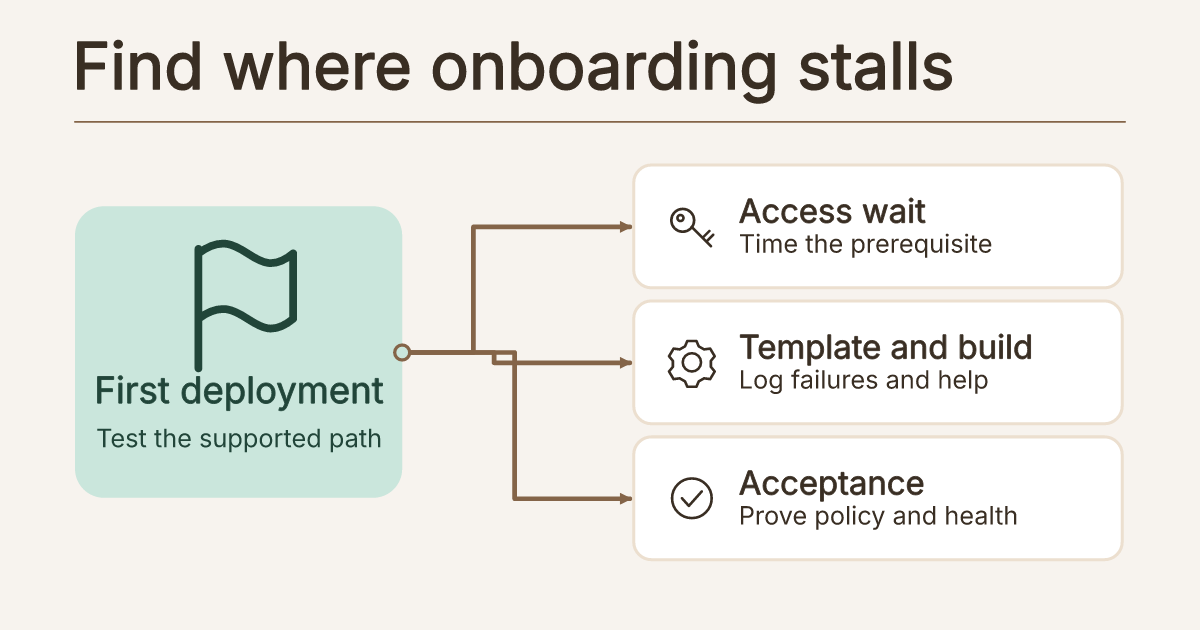 Find where onboarding stalls
First deployment
Test the supported path
Access wait
Time the prerequisite
Template and build
Log failures and help
Acceptance
Prove policy and health